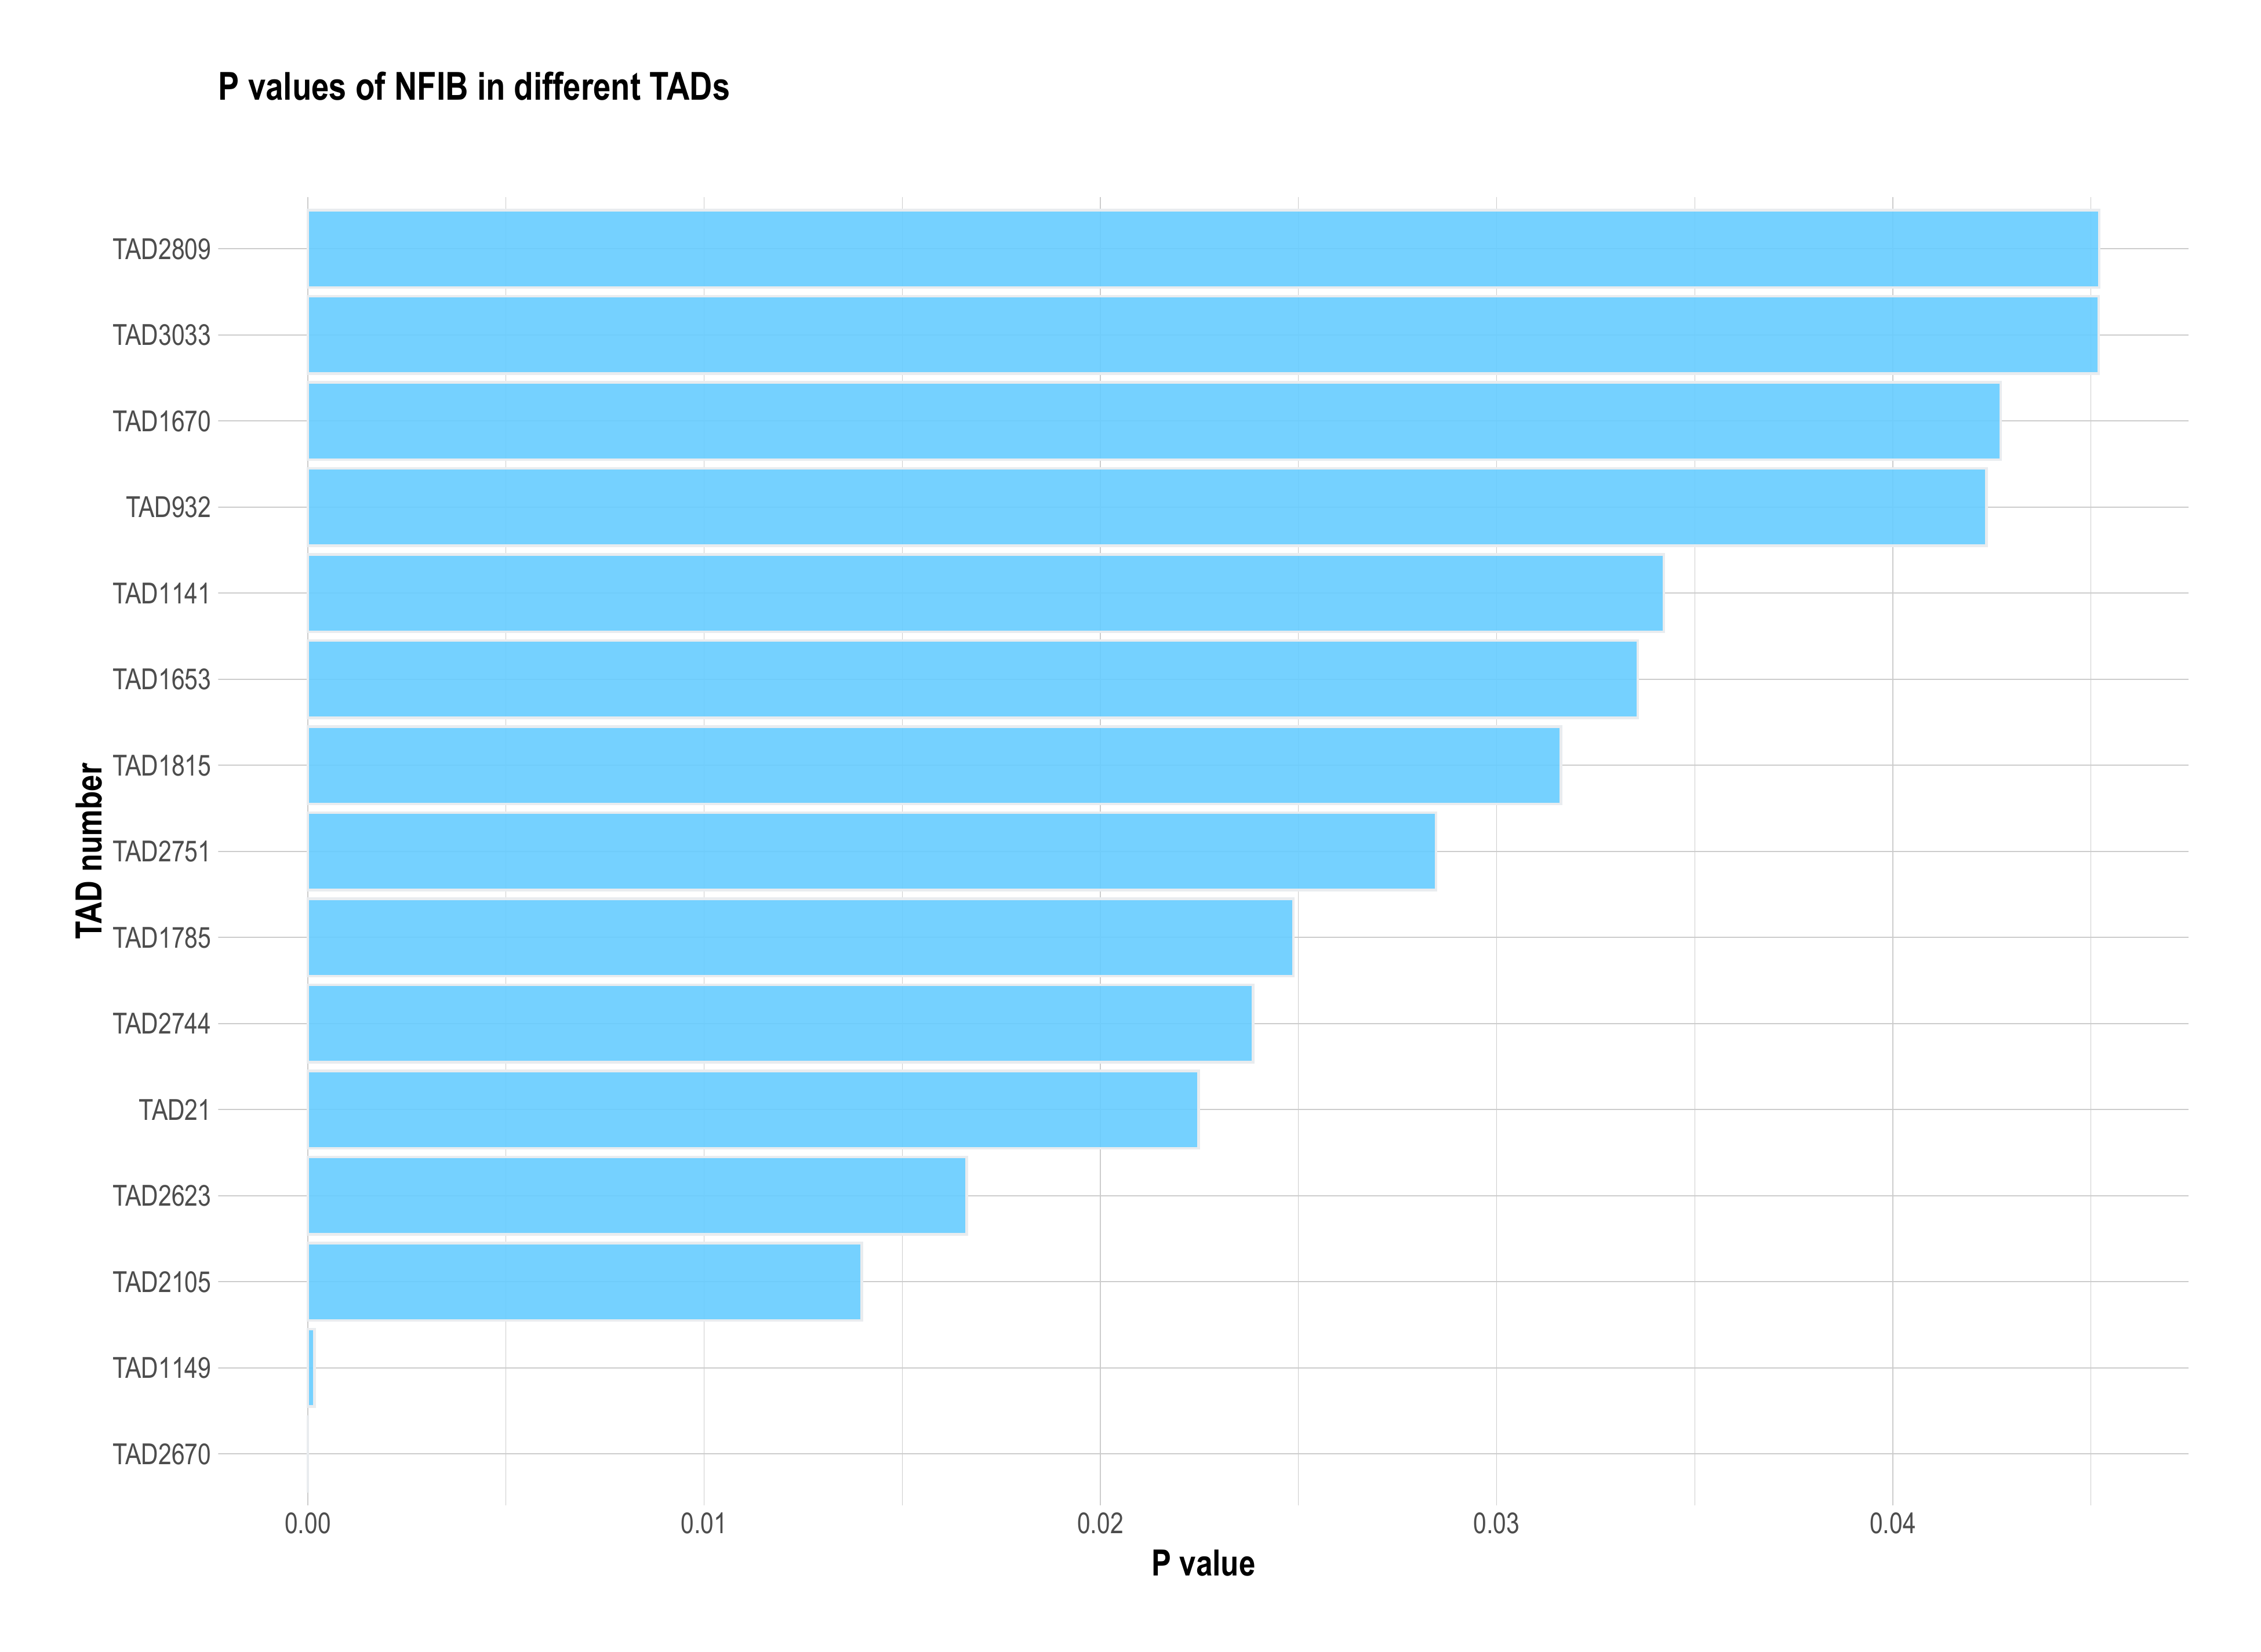 P values of NFIB in different TADs
TAD2809
TAD3033
TAD1670
TAD932
TAD1141
TAD1653
TAD1815
TAD2751
TAD1785
TAD2744
TAD21
TAD2623
TAD2105
TAD1149
TAD2670
TAD number
0.00 0.01 0.02 0.03 0.04
P value